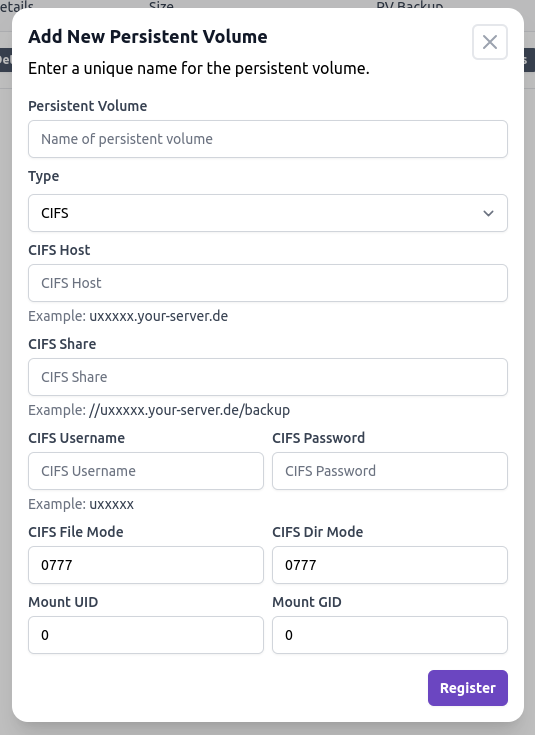 Size
PV Backup
Add New Persistent Volume
Enter a unique name for the persistent volume.
Persistent Volume
Name of persistent volume
Type
CIFS
CIFS Host
CIFS Host
Example: uxxxxx.your-server.de
CIFS Share
CIFS Share
Example: //uxxxxx.your-server.de/backup
CIFS Username CIFS Password
CIFS Username CIFS Password
Example: uxxxxx
CIFS File Mode CIFS Dir Mode
0777 0777
Mount UID Mount GID
0 0
Register